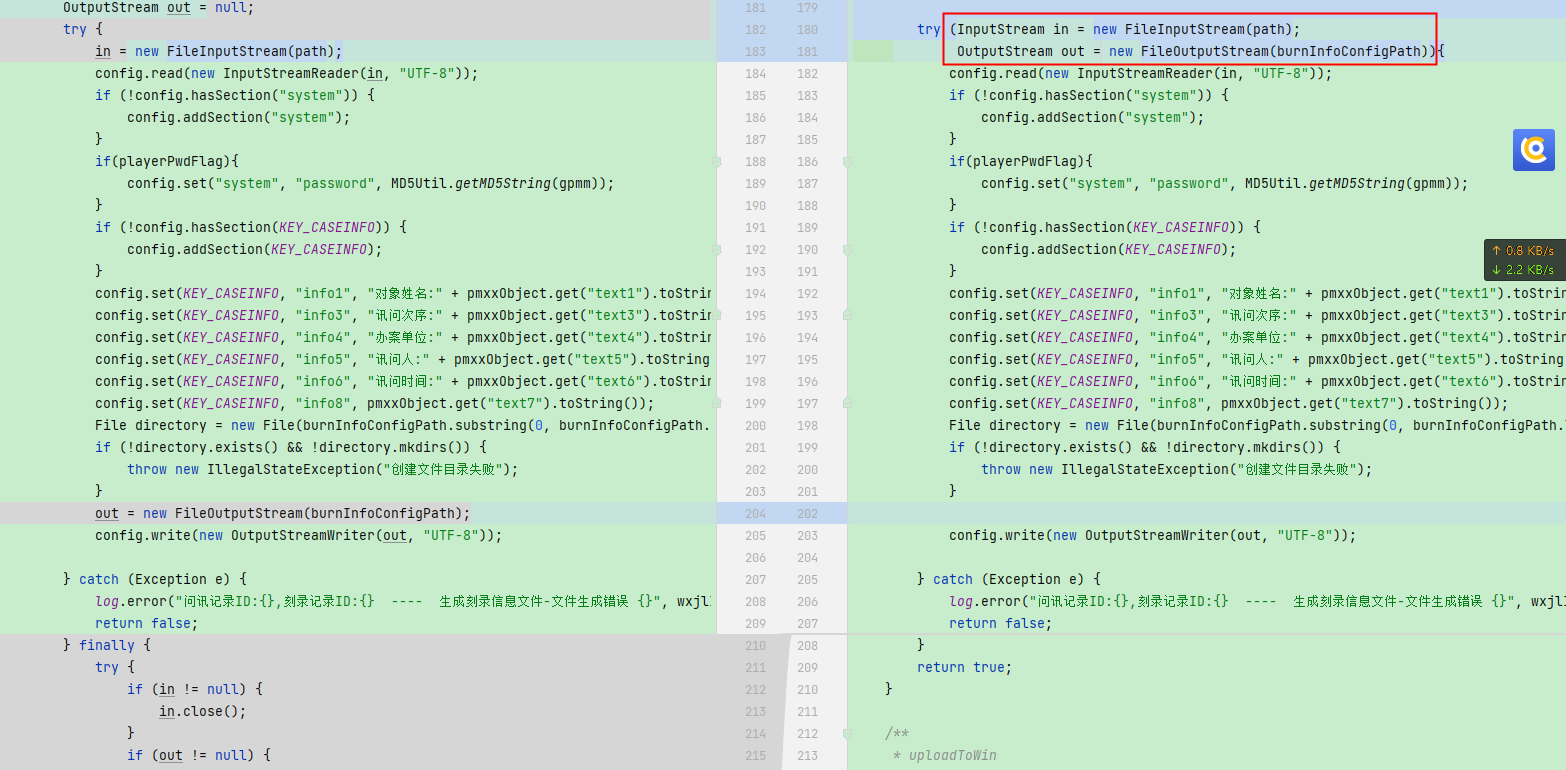 OutputStream out = null;
try {
in = new FileInputStream(path);
config.read(new InputStreamReader(in, "UTF-8"));
if (!config.hasSection("system")) {
config.addSection("system");
}
if(playerPwdFlag){
config.set("system", "password", MD5Util.getMD5String(gpmm));
}
if (!config.hasSection(KEY_CASEINFO)) {
config.addSection(KEY_CASEINFO);
}
config.set(KEY_CASEINFO, "info1", "对象姓名:" + pmxxObject.get("text1").toStrin
config.set(KEY_CASEINFO, "info3", "讯问次序:" + pmxxObject.get("text3").toStrin
config.set(KEY_CASEINFO, "info4", "办案单位:" + pmxxObject.get("text4").toStrin
config.set(KEY_CASEINFO, "info5", "讯问人:" + pmxxObject.get("text5").toString
config.set(KEY_CASEINFO, "info6", "讯问时间:" + pmxxObject.get("text6").toStrin
config.set(KEY_CASEINFO, "info8", pmxxObject.get("text7").toString());
File directory = new File(burnInfoConfigPath.substring(0, burnInfoConfigPath.
if (!directory.exists() && !directory.mkdirs()) {
throw new IllegalStateException("创建文件目录失败");
}
out = new FileOutputStream(burnInfoConfigPath);
config.write(new OutputStreamWriter(out, "UTF-8"));
} catch (Exception e) {
log.error("问讯记录ID:{},刻录记录ID:{}  ----  生成刻录信息文件-文件生成错误 {}", wxjl
return false;
} finally {
try {
if (in != null) {
in.close();
}
if (out != null) {
181 179
182 180
183 181
184 182
185 183
186 184
187 185
188 186
189 187
190 188
191 189
192 190
193 191
194 192
195 193
196 194
197 195
198 196
199 197
200 198
201 199
202 200
203 201
204 202
205 203
206 204
207 205
208 206
209 207
210 208
211 209
212 210
213 211
214 212
215 213
try (InputStream in = new FileInputStream(path);
OutputStream out = new FileOutputStream(burnInfoConfigPath)){
config.read(new InputStreamReader(in, "UTF-8"));
if (!config.hasSection("system")) {
config.addSection("system");
}
if(playerPwdFlag){
config.set("system", "password", MD5Util.getMD5String(gpmm));
}
if (!config.hasSection(KEY_CASEINFO)) {
config.addSection(KEY_CASEINFO);
}
config.set(KEY_CASEINFO, "info1", "对象姓名:" + pmxxObject.get("text1").toStrin
config.set(KEY_CASEINFO, "info3", "讯问次序:" + pmxxObject.get("text3").toStrin
config.set(KEY_CASEINFO, "info4", "办案单位:" + pmxxObject.get("text4").toStrin
config.set(KEY_CASEINFO, "info5", "讯问人:" + pmxxObject.get("text5").toString
config.set(KEY_CASEINFO, "info6", "讯问时间:" + pmxxObject.get("text6").toStrin
config.set(KEY_CASEINFO, "info8", pmxxObject.get("text7").toString());
File directory = new File(burnInfoConfigPath.substring(0, burnInfoConfigPath.
if (!directory.exists() && !directory.mkdirs()) {
throw new IllegalStateException("创建文件目录失败");
}
config.write(new OutputStreamWriter(out, "UTF-8"));
} catch (Exception e) {
log.error("问讯记录ID:{},刻录记录ID:{}  ----  生成刻录信息文件-文件生成错误 {}", wxjl
return false;
}
return true;
}
/**
* uploadToWin
↑ 0.8 KB/s
↓ 2.2 KB/s